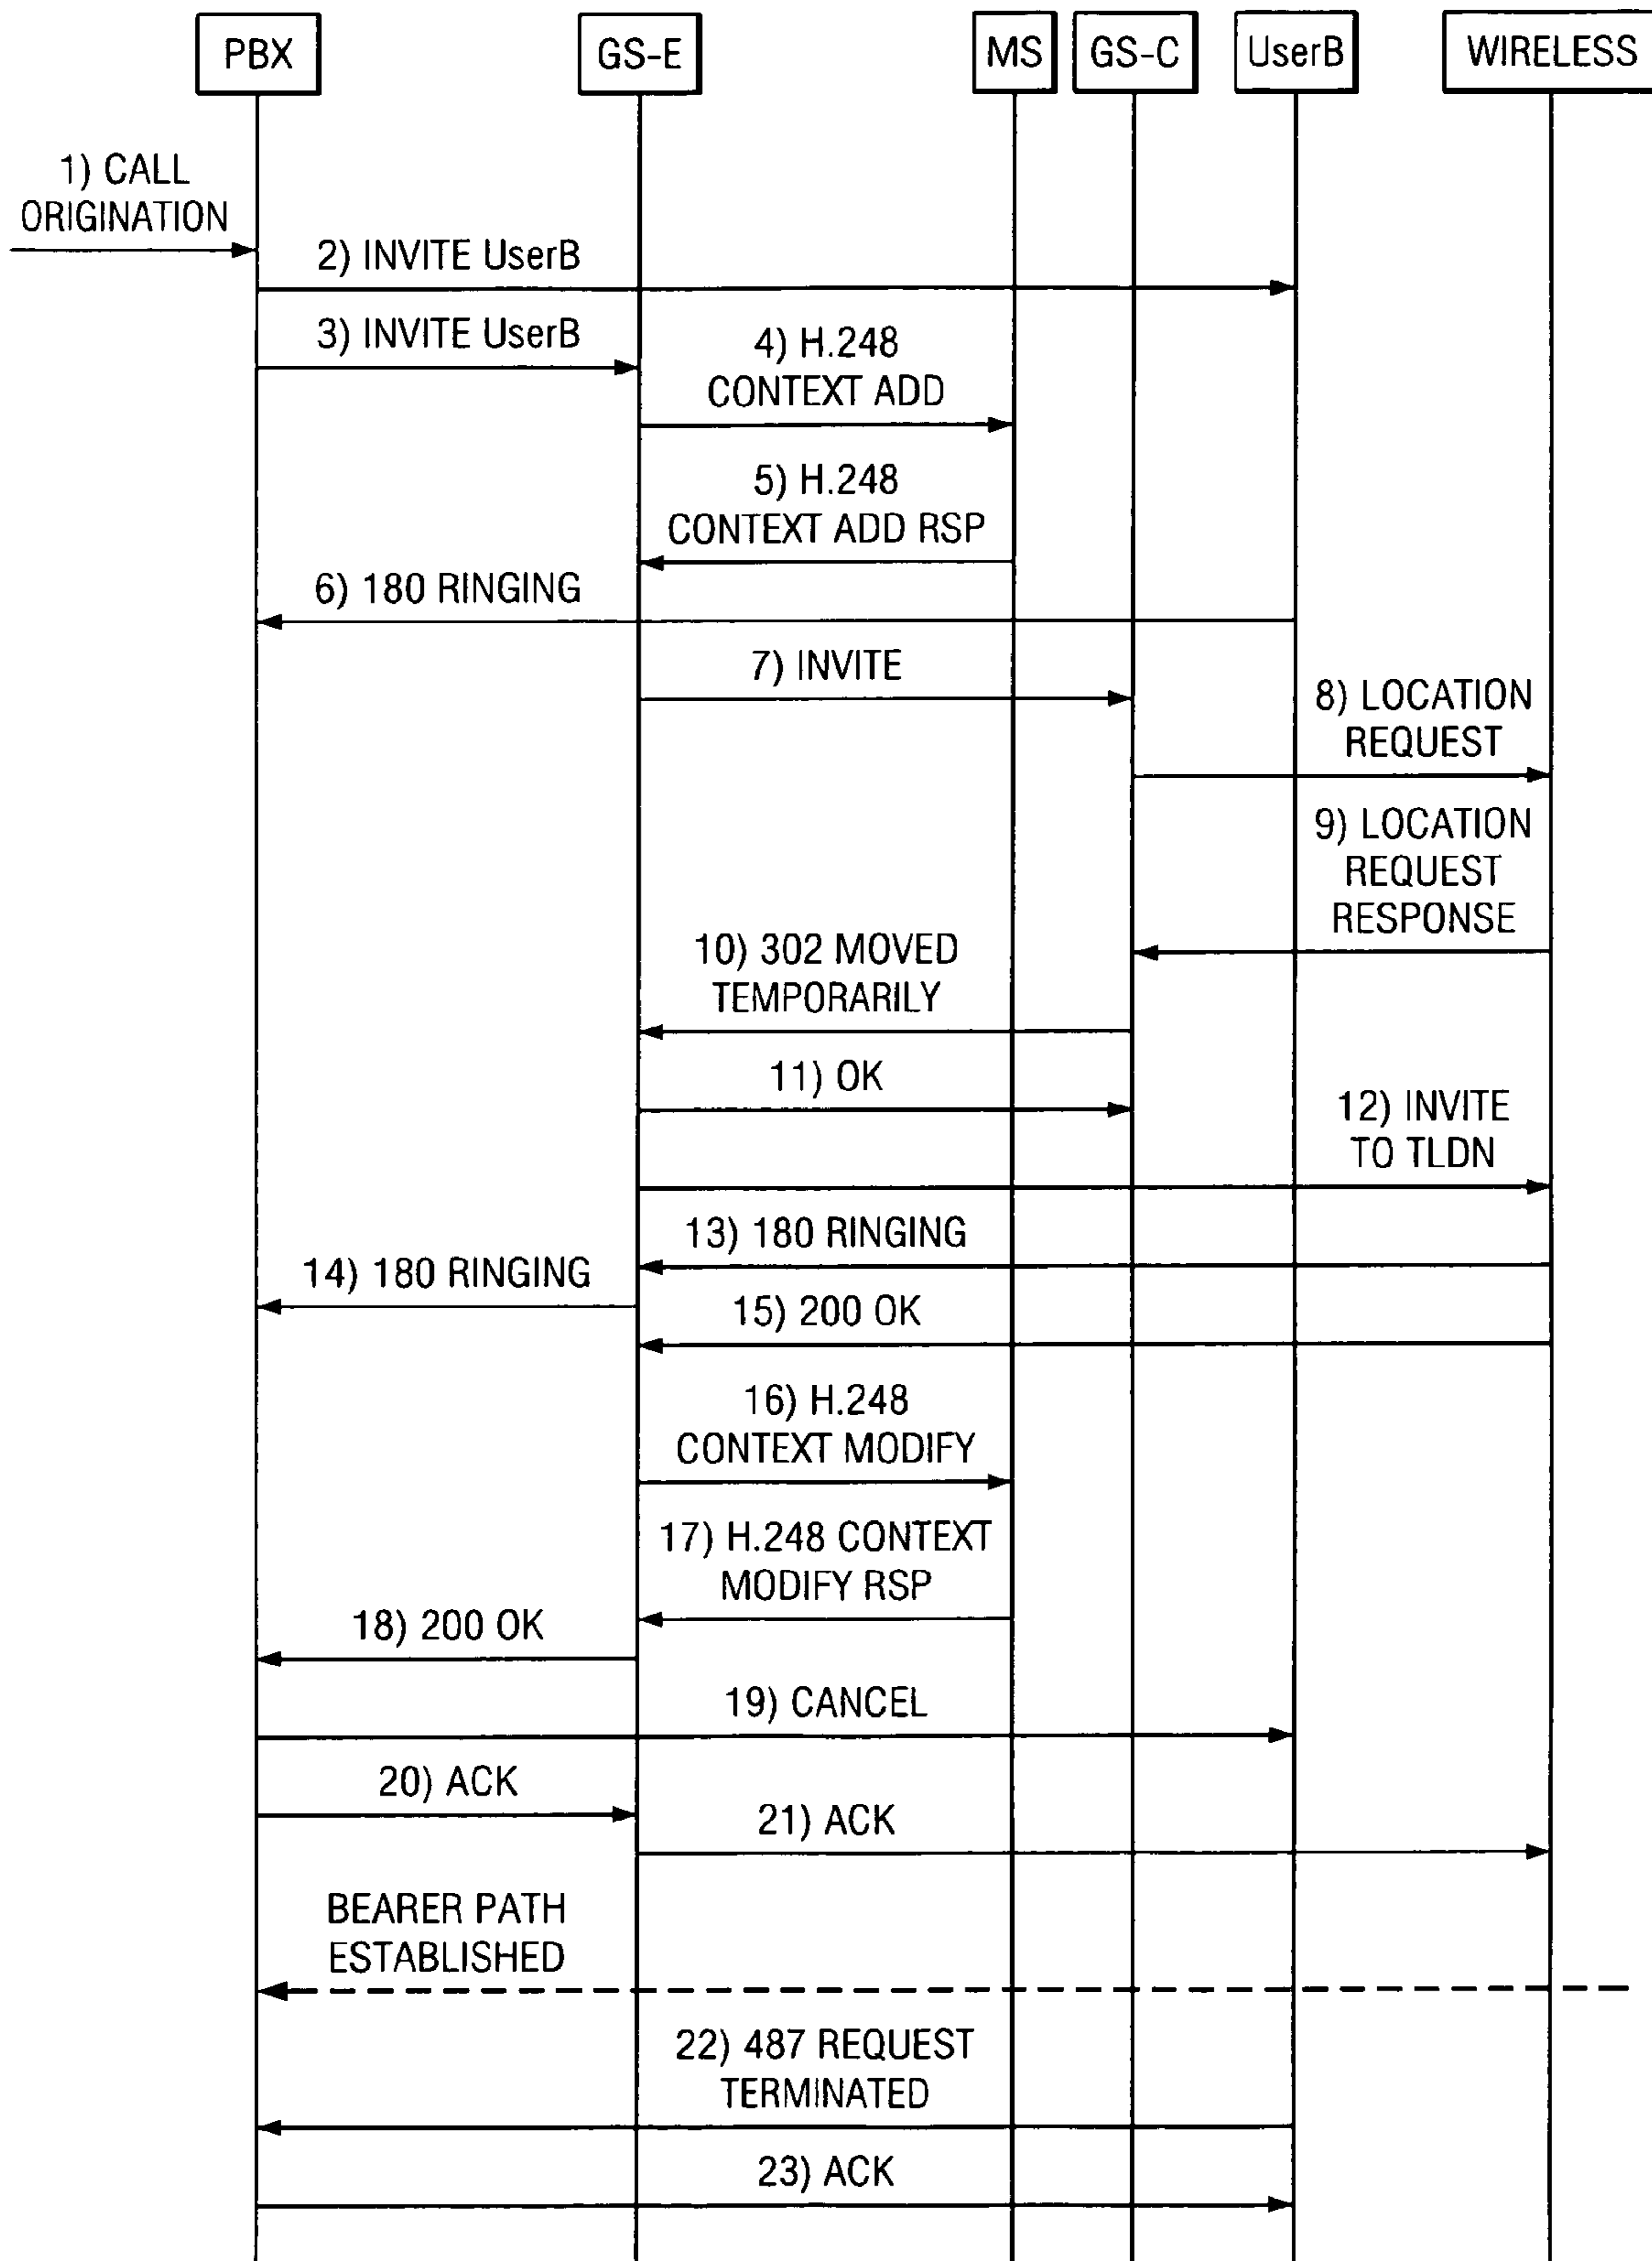 PBX GS-E MS GS-C UserB WIRELESS
1) CALL
ORIGINATION
2) INVITE UserB
3) INVITE UserB
4) H.248
CONTEXT ADD
5) H.248
CONTEXT ADD RSP
6) 180 RINGING
7) INVITE
8) LOCATION
REQUEST
9) LOCATION
REQUEST
RESPONSE
10) 302 MOVED
TEMPORARILY
11) OK
12) INVITE
TO TLDN
13) 180 RINGING
14) 180 RINGING
15) 200 OK
16) H.248
CONTEXT MODIFY
17) H.248 CONTEXT
MODIFY RSP
18) 200 OK
19) CANCEL
20) ACK
21) ACK
BEARER PATH
ESTABLISHED
22) 487 REQUEST
TERMINATED
23) ACK